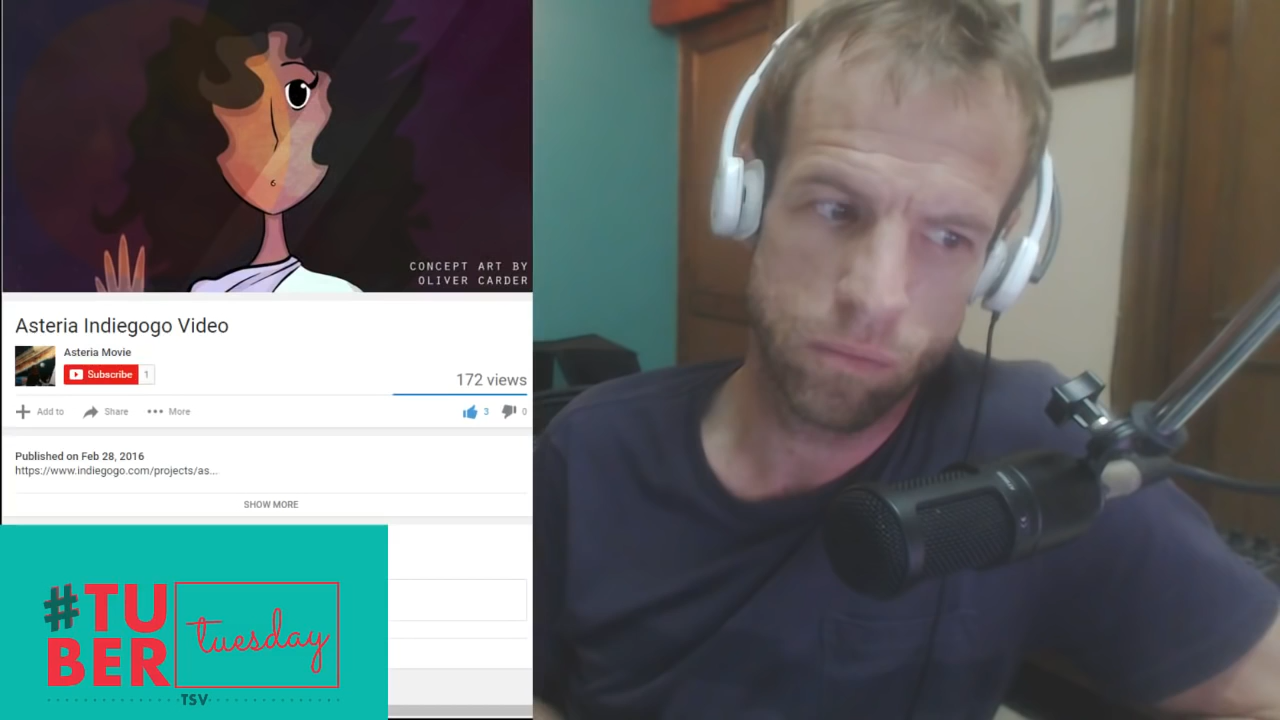 CONCEPT ART BY
OLIVER CARDER
Asteria Indiegogo Video
Asteria Movie
Subscribe 1
172 views
Add to Share More 3 0
Published on Feb 28, 2016
https://www.indiegogo.com/projects/as...
SHOW MORE
#TU
BER
tuesday
TSV